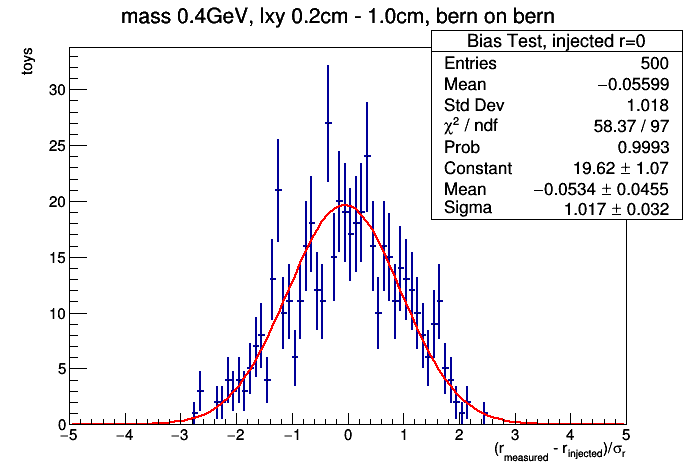 mass 0.4GeV, lxy 0.2cm - 1.0cm, bern on bern
Bias Test, injected r=0
Entries 500
Mean −0.05599
Std Dev 1.018
χ² / ndf 58.37 / 97
Prob 0.9993
Constant 19.62 ± 1.07
Mean −0.0534 ± 0.0455
Sigma 1.017 ± 0.032
toys
30
25
20
15
10
5
0
−5 −4 −3 −2 −1 0 1 2 3 4 5
(r_measured - r_injected)/σ_r